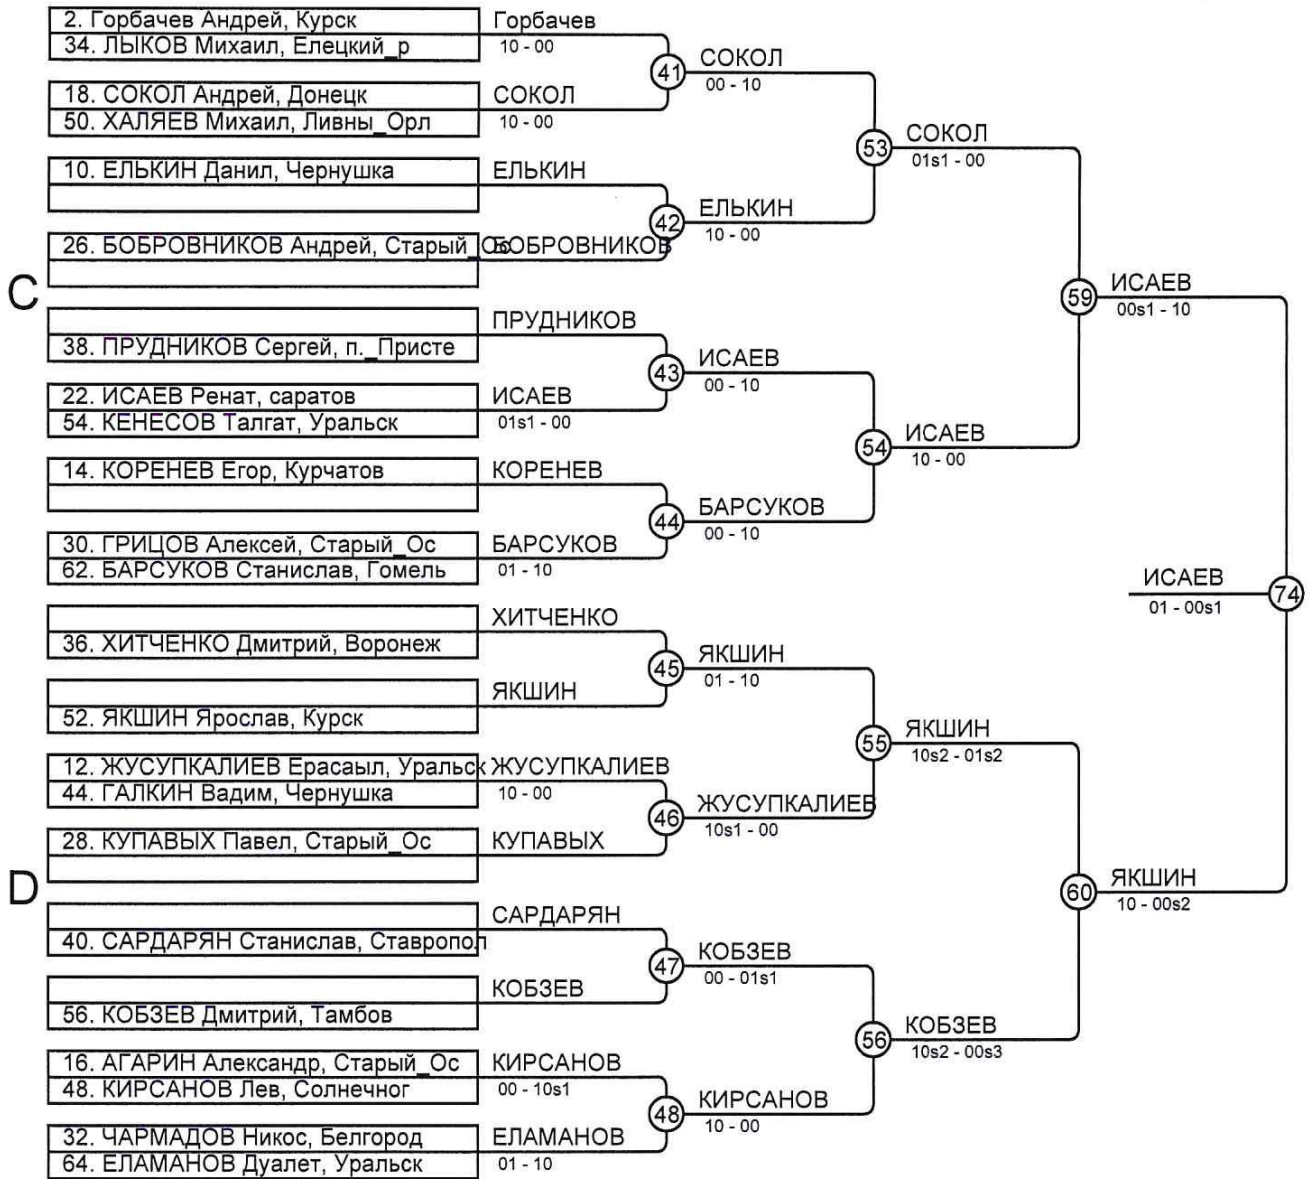 2. Горбачев Андрей, Курск
34. ЛЫКОВ Михаил, Елецкий_р
18. СОКОЛ Андрей, Донецк
50. ХАЛЯЕВ Михаил, Ливны_Орл
10. ЕЛЬКИН Данил, Чернушка
26. БОБРОВНИКОВ Андрей, Старый_Ос
C
38. ПРУДНИКОВ Сергей, п._Присте
22. ИСАЕВ Ренат, саратов
54. КЕНЕСОВ Талгат, Уральск
14. КОРЕНЕВ Егор, Курчатов
30. ГРИЦОВ Алексей, Старый_Ос
62. БАРСУКОВ Станислав, Гомель
36. ХИТЧЕНКО Дмитрий, Воронеж
52. ЯКШИН Ярослав, Курск
12. ЖУСУПКАЛИЕВ Ерасаыл, Уральск
44. ГАЛКИН Вадим, Чернушка
28. КУПАВЫХ Павел, Старый_Ос
D
40. САРДАРЯН Станислав, Ставропол
56. КОБЗЕВ Дмитрий, Тамбов
16. АГАРИН Александр, Старый_Ос
48. КИРСАНОВ Лев, Солнечног
32. ЧАРМАДОВ Никос, Белгород
64. ЕЛАМАНОВ Дуалет, Уральск
Горбачев
10 - 00
СОКОЛ
10 - 00
ЕЛЬКИН
БОБРОВНИКОВ
ПРУДНИКОВ
ИСАЕВ
01s1 - 00
КОРЕНЕВ
БАРСУКОВ
01 - 10
ХИТЧЕНКО
ЯКШИН
ЖУСУПКАЛИЕВ
10 - 00
КУПАВЫХ
САРДАРЯН
КОБЗЕВ
КИРСАНОВ
00 - 10s1
ЕЛАМАНОВ
01 - 10
41
СОКОЛ
00 - 10
42
ЕЛЬКИН
10 - 00
43
ИСАЕВ
00 - 10
44
БАРСУКОВ
00 - 10
45
ЯКШИН
01 - 10
46
ЖУСУПКАЛИЕВ
10s1 - 00
47
КОБЗЕВ
00 - 01s1
48
КИРСАНОВ
10 - 00
53
СОКОЛ
01s1 - 00
54
ИСАЕВ
10 - 00
55
ЯКШИН
10s2 - 01s2
56
КОБЗЕВ
10s2 - 00s3
59
ИСАЕВ
00s1 - 10
60
ЯКШИН
10 - 00s2
ИСАЕВ
01 - 00s1
74